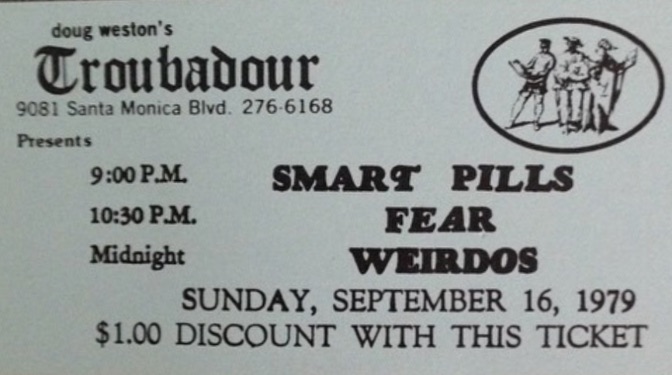 doug weston's
Troubadour
9081 Santa Monica Blvd. 276-6168
Presents
9:00 P.M. SMART PILLS
10:30 P.M. FEAR
Midnight WEIRDOS
SUNDAY, SEPTEMBER 16, 1979
$1.00 DISCOUNT WITH THIS TICKET